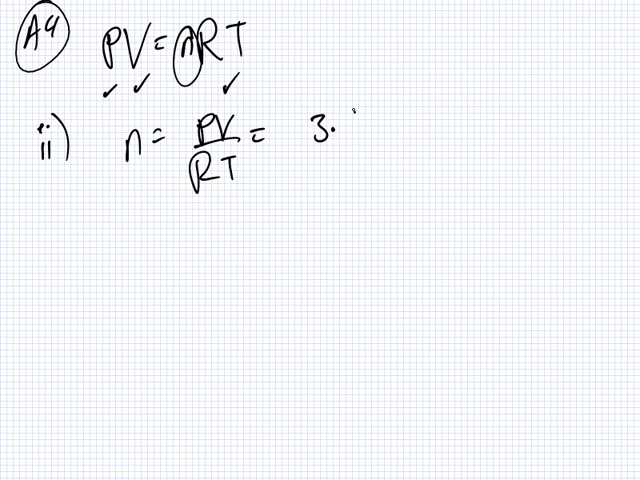 A4
PV = nRT
✓ ✓ ✓
ii) n = PV/RT = 3.